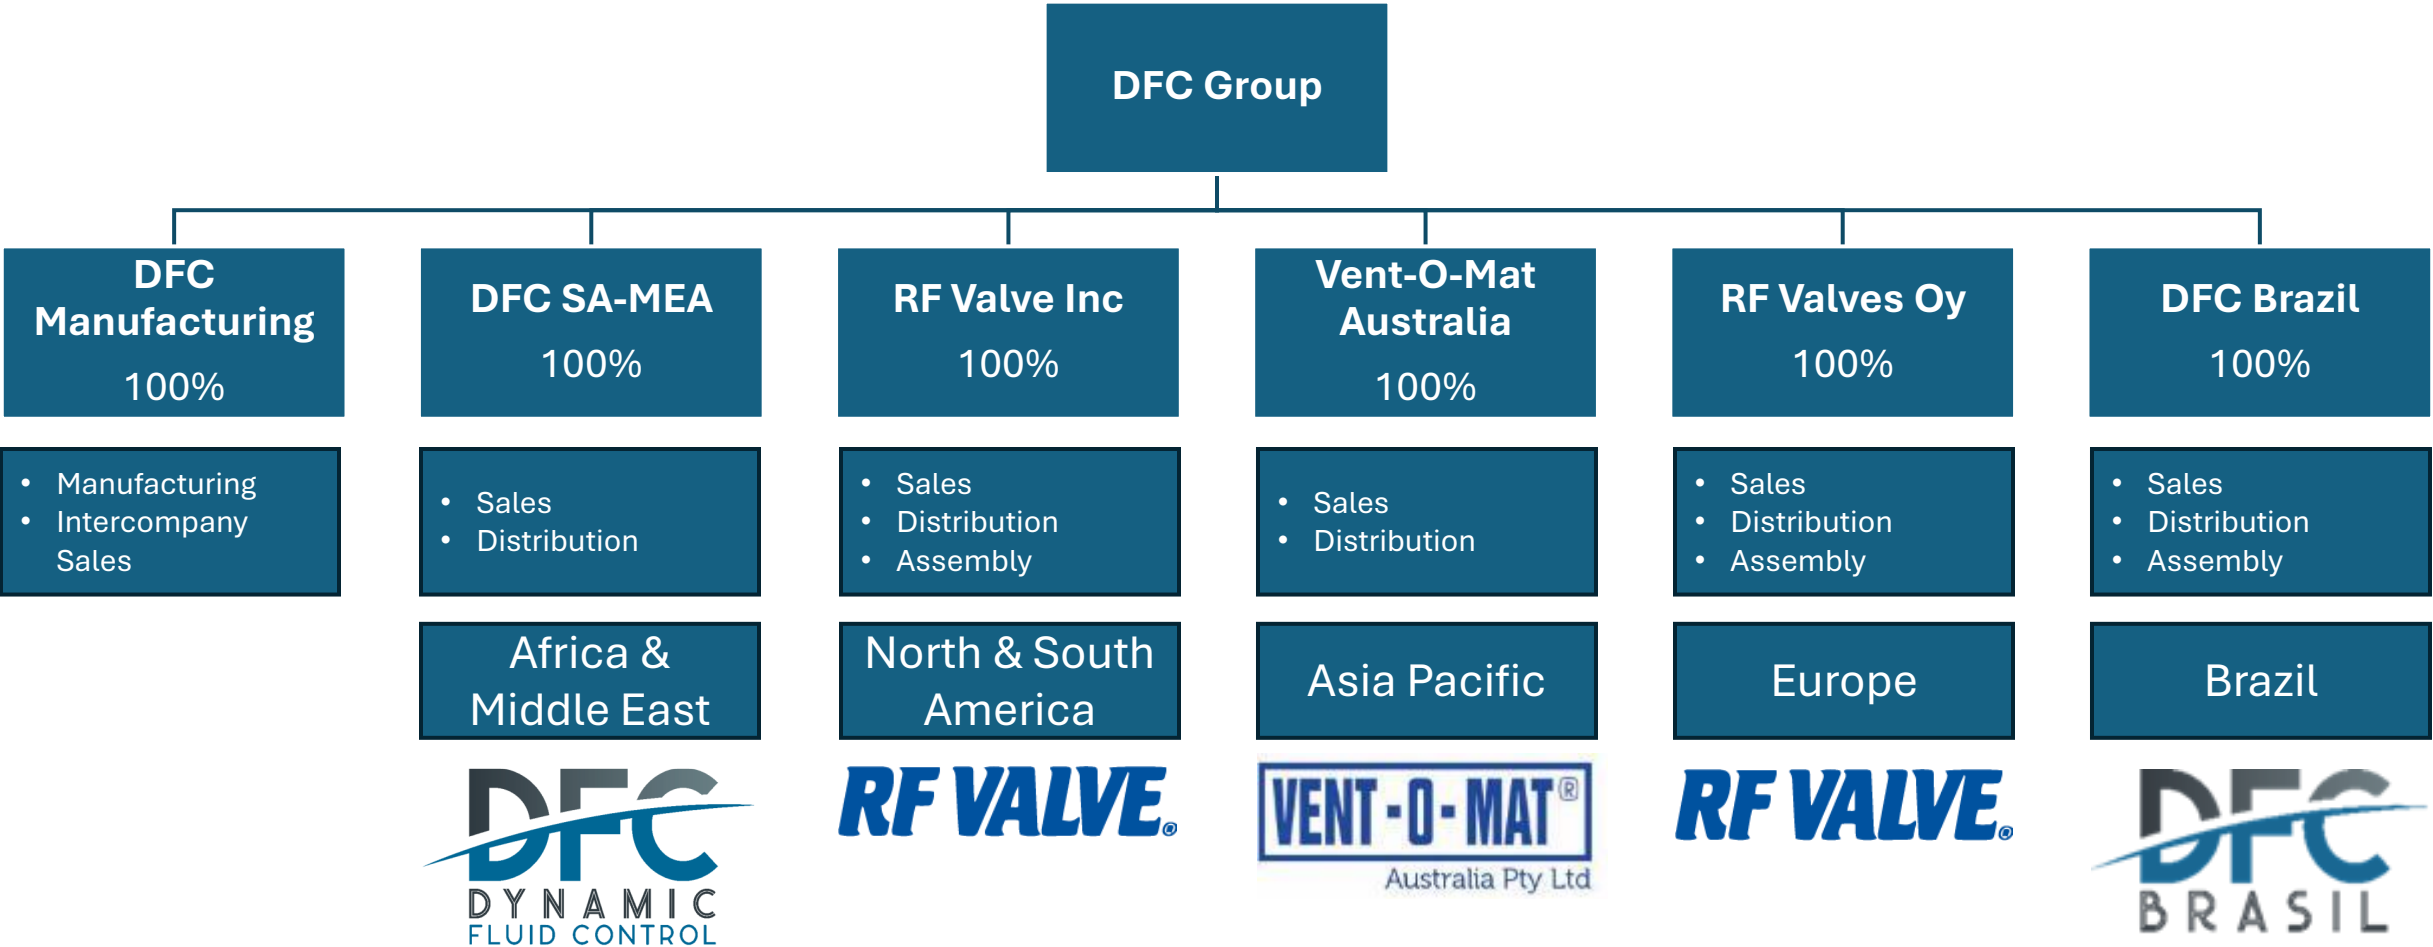 DFC Group
DFC
Manufacturing
100%
DFC SA-MEA
100%
RF Valve Inc
100%
Vent-O-Mat
Australia
100%
RF Valves Oy
100%
DFC Brazil
100%
• Manufacturing
• Intercompany
Sales
• Sales
• Distribution
• Sales
• Distribution
• Assembly
• Sales
• Distribution
• Sales
• Distribution
• Assembly
• Sales
• Distribution
• Assembly
Africa &
Middle East
North & South
America
Asia Pacific
Europe
Brazil
DFC
DYNAMIC
FLUID CONTROL
RF VALVE®
VENT-O-MAT®
Australia Pty Ltd
RF VALVE®
DFC
BRASIL